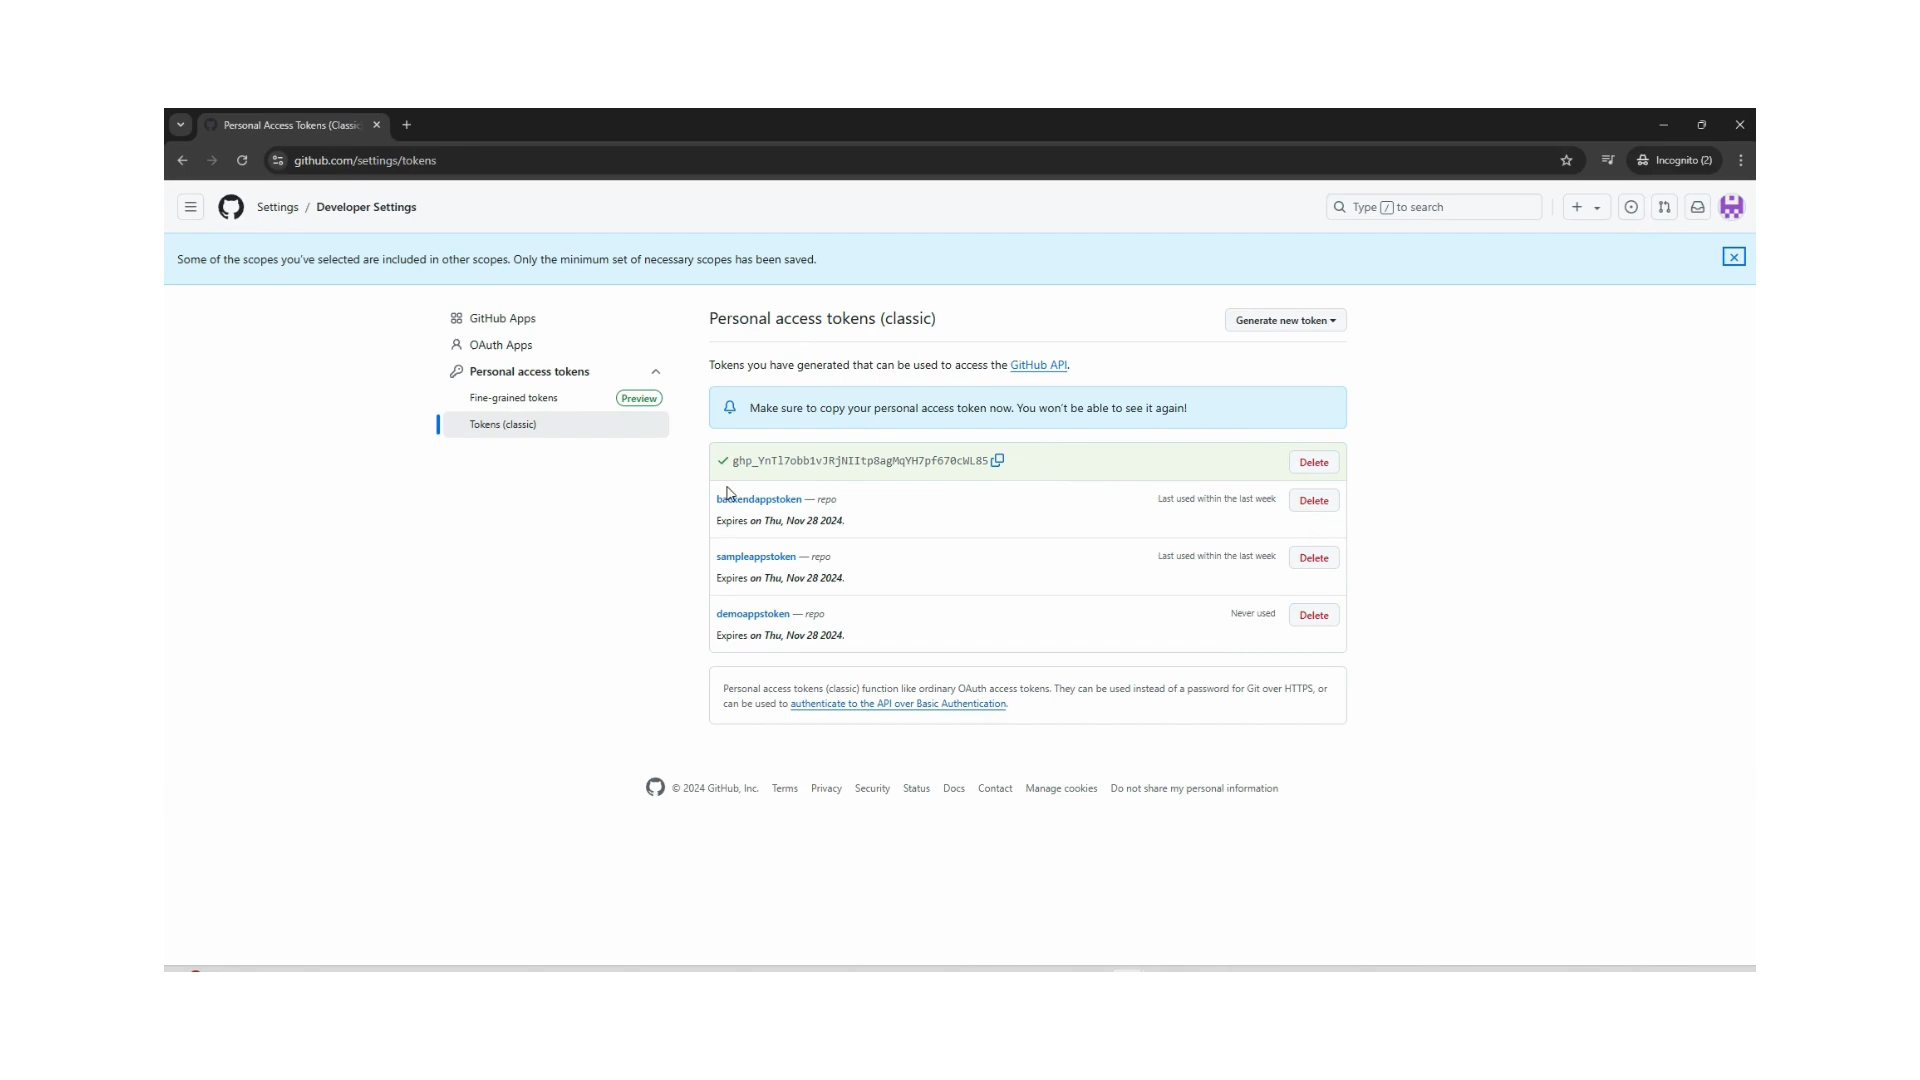 Personal Access Tokens (Classic
github.com/settings/tokens
Incognito (2)
Settings / Developer Settings
Type / to search
Some of the scopes you've selected are included in other scopes. Only the minimum set of necessary scopes has been saved.
GitHub Apps
OAuth Apps
Personal access tokens
Fine-grained tokens Preview
Tokens (classic)
Personal access tokens (classic)
Generate new token
Tokens you have generated that can be used to access the GitHub API.
Make sure to copy your personal access token now. You won't be able to see it again!
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
Delete
backendappstoken — repo
Last used within the last week
Delete
Expires on Thu, Nov 28 2024.
sampleappstoken — repo
Last used within the last week
Delete
Expires on Thu, Nov 28 2024.
demoappstoken — repo
Never used
Delete
Expires on Thu, Nov 28 2024.
Personal access tokens (classic) function like ordinary OAuth access tokens. They can be used instead of a password for Git over HTTPS, or
can be used to authenticate to the API over Basic Authentication.
© 2024 GitHub, Inc. Terms Privacy Security Status Docs Contact Manage cookies Do not share my personal information